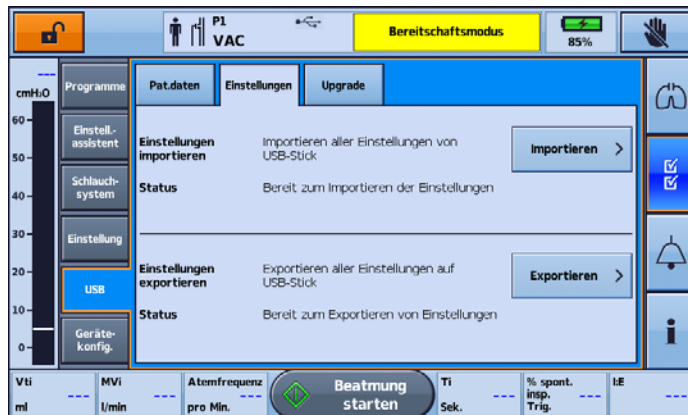 P1
VAC
Bereitschaftsmodus
85%
---
cmH₂O
60
50
40
30
20
10
0
Programme
Einstell.-
assistent
Schlauch-
system
Einstellung
USB
Geräte-
konfig.
Pat.daten
Einstellungen
Upgrade
Einstellungen
importieren
Importieren aller Einstellungen von
USB-Stick
Importieren >
Status
Bereit zum Importieren der Einstellungen
Einstellungen
exportieren
Exportieren aller Einstellungen auf
USB-Stick
Exportieren >
Status
Bereit zum Exportieren von Einstellungen
Vti
---
ml
MVi
---
l/min
Atemfrequenz
---
pro Min.
Beatmung
starten
Ti
---
Sek.
% spont.
insp.
Trig.
---
I:E
---